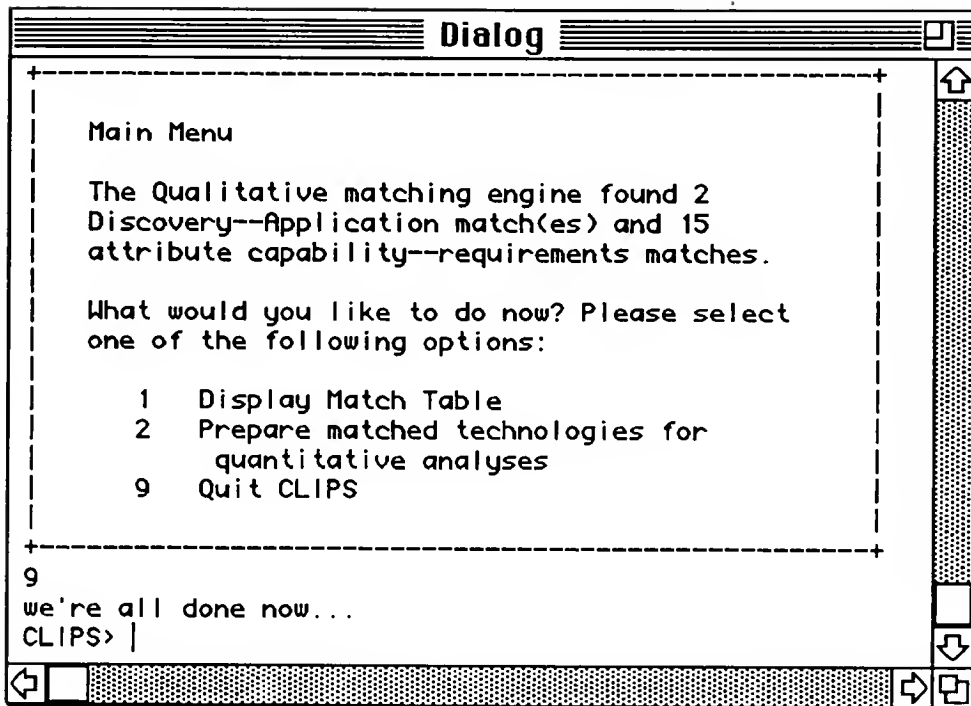 Dialog
Main Menu
The Qualitative matching engine found 2
Discovery--Application match(es) and 15
attribute capability--requirements matches.
What would you like to do now? Please select
one of the following options:
1 Display Match Table
2 Prepare matched technologies for
quantitative analyses
9 Quit CLIPS
9
we're all done now...
CLIPS>